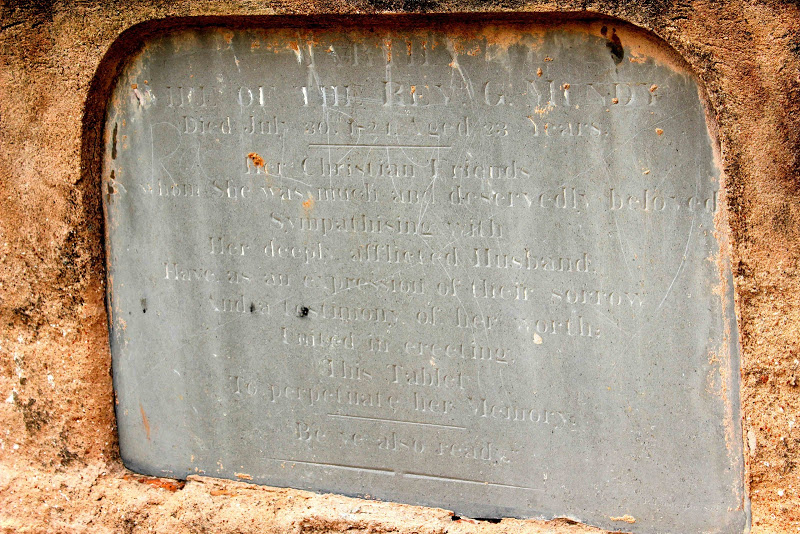 WIFE OF THE REV. G. MUNDY
Died July 30, Aged 23 Years.
Her Christian Friends
By whom She was much and deservedly beloved
Sympathising with
Her deeply afflicted Husband,
Have, as an expression of their sorrow
And a testimony of her worth;
United in erecting,
This Tablet
To perpetuate her Memory.
Be ye also ready.